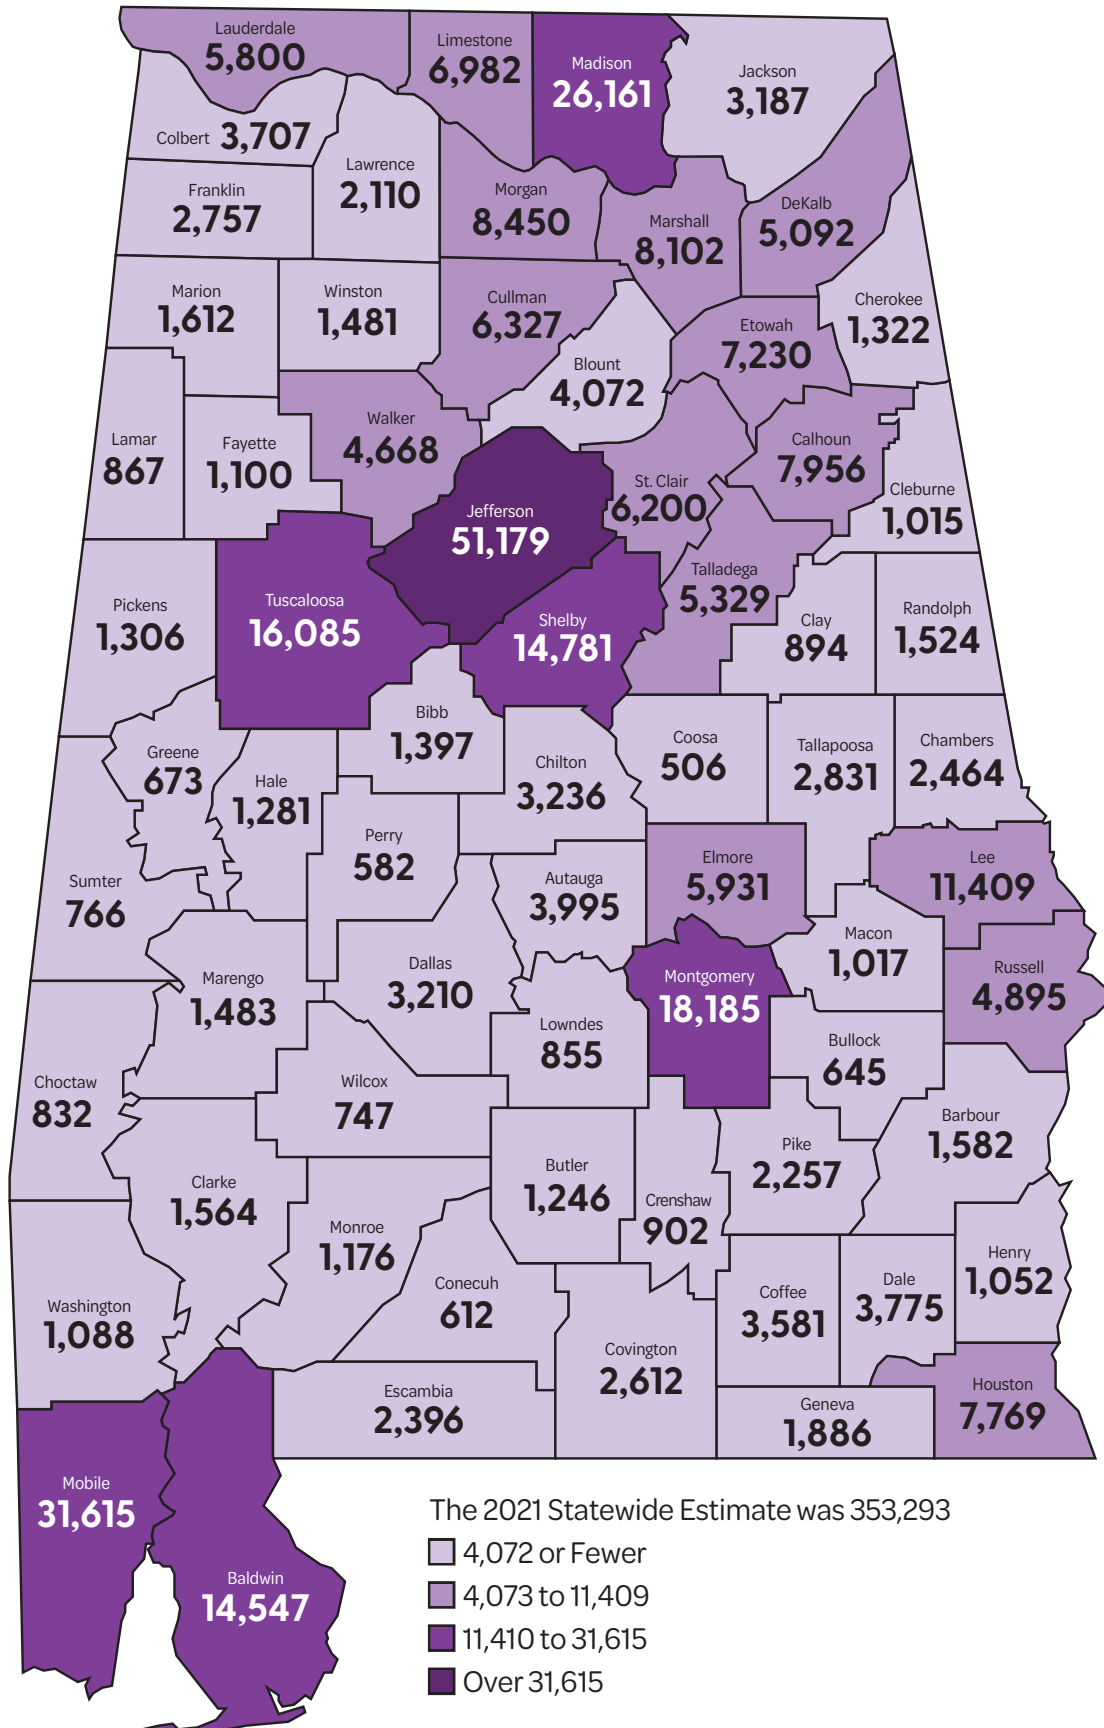 Lauderdale
5,800
Limestone
6,982
Madison
26,161
Jackson
3,187
Colbert 3,707
Lawrence
2,110
Franklin
2,757
Morgan
8,450
Marshall
8,102
DeKalb
5,092
Marion
1,612
Winston
1,481
Cullman
6,327
Cherokee
1,322
Etowah
7,230
Blount
4,072
Lamar
867
Fayette
1,100
Walker
4,668
Calhoun
7,956
St. Clair
6,200
Cleburne
1,015
Jefferson
51,179
Talladega
5,329
Pickens
1,306
Tuscaloosa
16,085
Shelby
14,781
Clay
894
Randolph
1,524
Bibb
1,397
Greene
673
Hale
1,281
Chilton
3,236
Coosa
506
Tallapoosa
2,831
Chambers
2,464
Perry
582
Sumter
766
Autauga
3,995
Elmore
5,931
Lee
11,409
Macon
1,017
Marengo
1,483
Dallas
3,210
Montgomery
18,185
Russell
4,895
Lowndes
855
Bullock
645
Choctaw
832
Wilcox
747
Barbour
1,582
Pike
2,257
Butler
1,246
Clarke
1,564
Crenshaw
902
Monroe
1,176
Henry
1,052
Conecuh
612
Coffee
3,581
Dale
3,775
Washington
1,088
Covington
2,612
Escambia
2,396
Houston
7,769
Geneva
1,886
Mobile
31,615
Baldwin
14,547
The 2021 Statewide Estimate was 353,293
4,072 or Fewer
4,073 to 11,409
11,410 to 31,615
Over 31,615